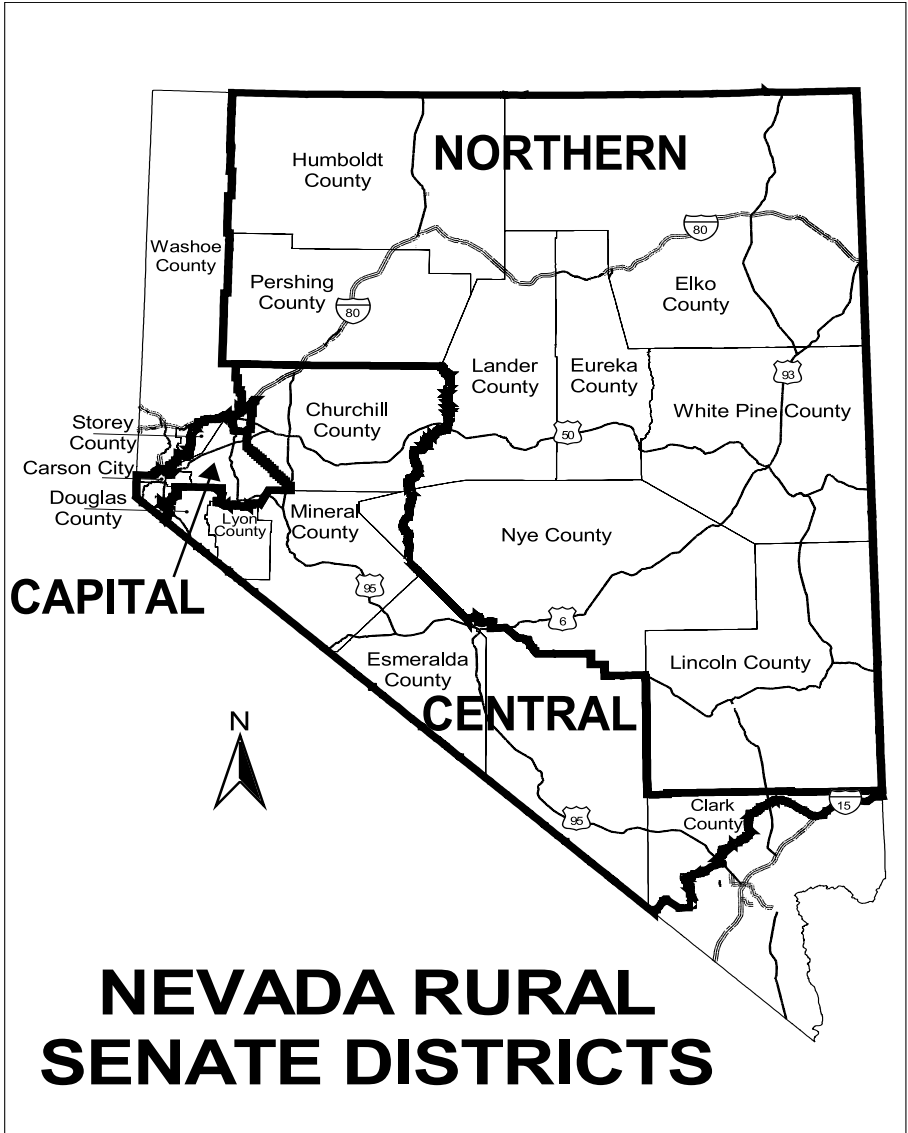 NORTHERN
Humboldt
County
Washoe
County
80
Pershing
County
Elko
County
80
Lander
County
Eureka
County
93
Churchill
County
White Pine County
Storey
County
50
Carson City
Douglas
County
Lyon
County
Mineral
County
Nye County
CAPITAL
95
6
Esmeralda
County
Lincoln County
CENTRAL
N
Clark
County
15
95
NEVADA RURAL
SENATE DISTRICTS